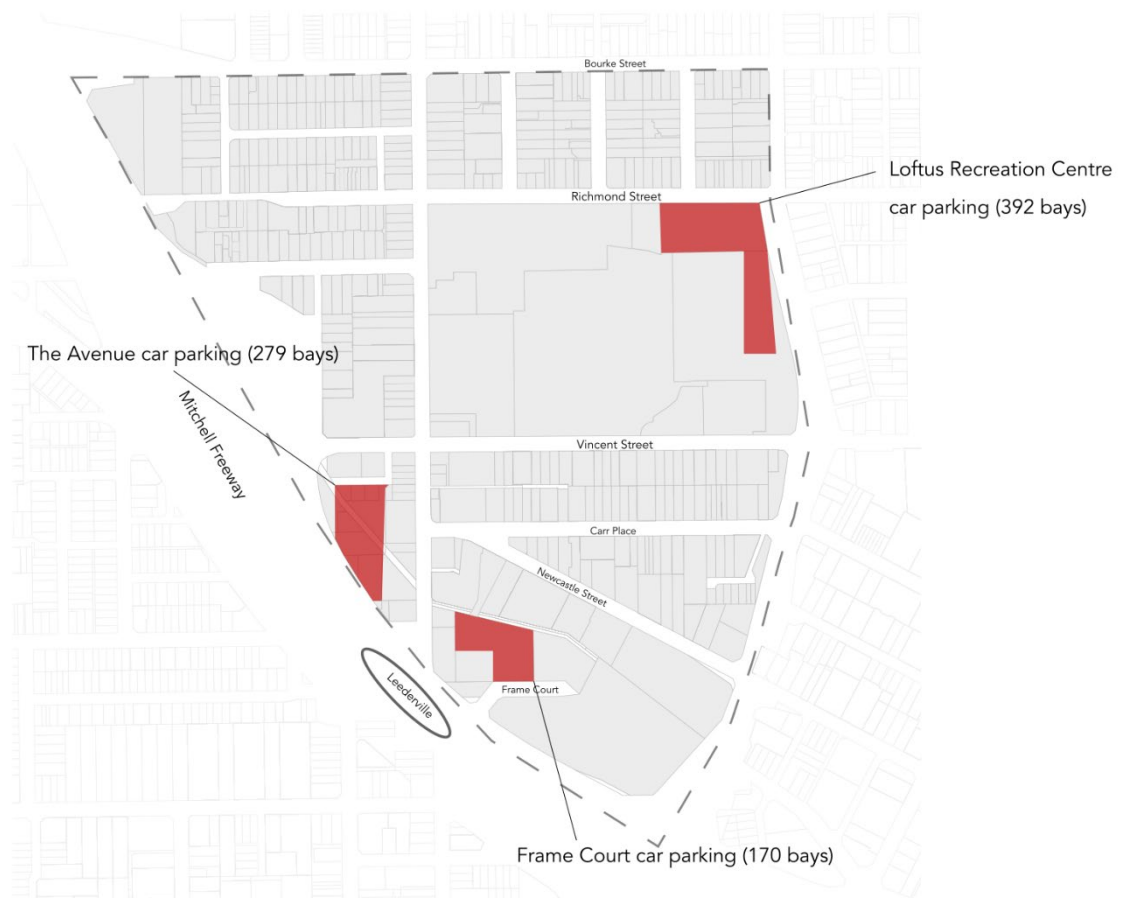 Bourke Street
Loftus Recreation Centre
car parking (392 bays)
Richmond Street
The Avenue car parking (279 bays)
Mitchell Freeway
Vincent Street
Carr Place
Newcastle Street
Leederville
Frame Court
Frame Court car parking (170 bays)